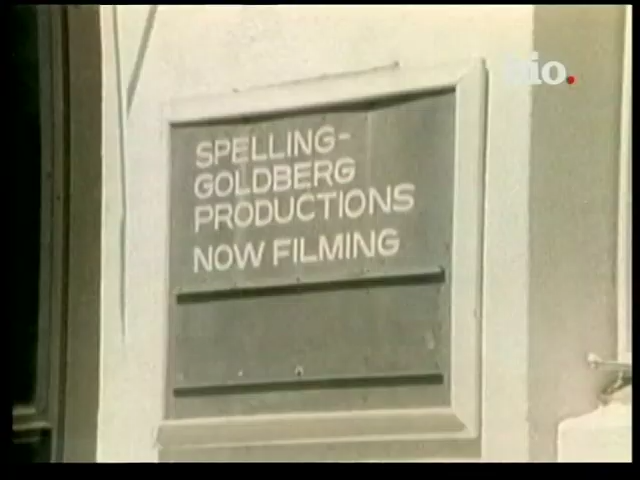 bio.
SPELLING-
GOLDBERG
PRODUCTIONS
NOW FILMING